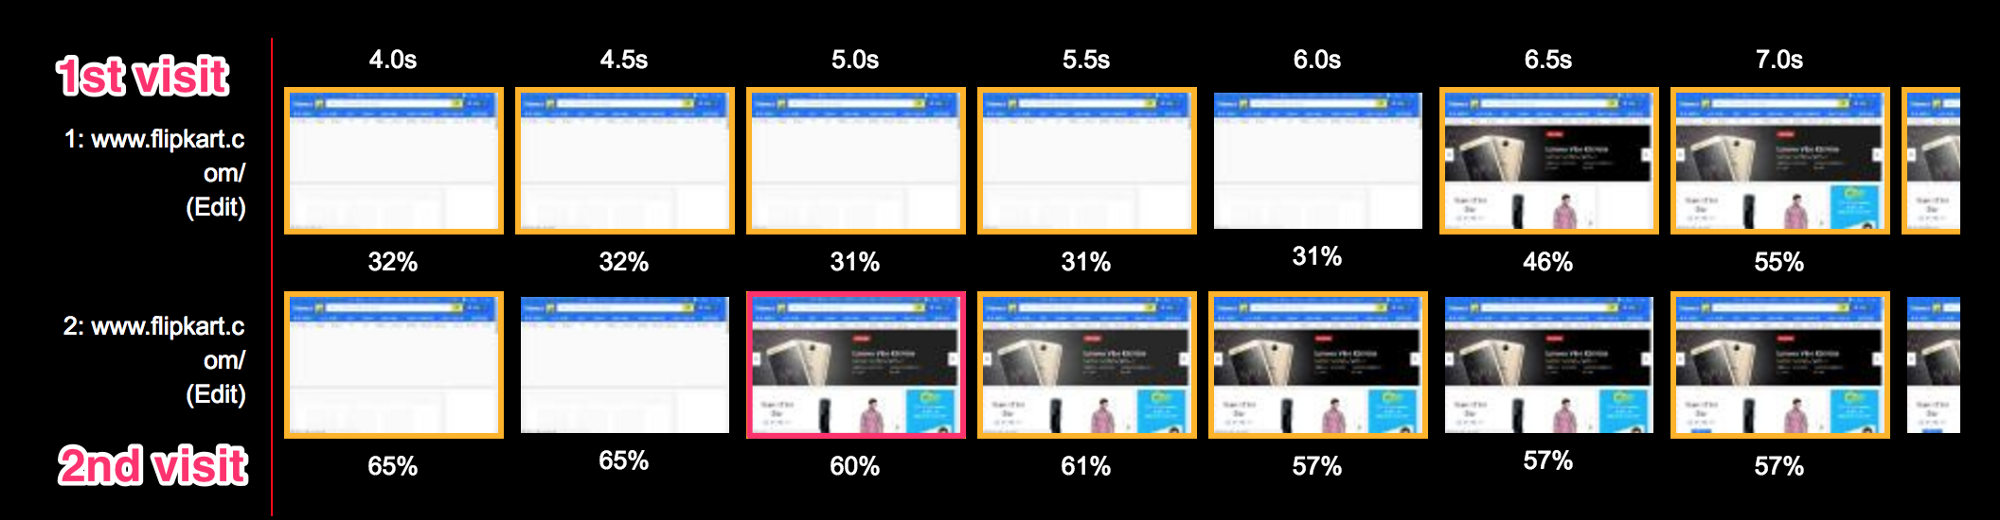 1st visit
4.0s 4.5s 5.0s 5.5s 6.0s 6.5s 7.0s
1: www.flipkart.c
om/
(Edit)
32% 32% 31% 31% 31% 46% 55%
2: www.flipkart.c
om/
(Edit)
2nd visit
65% 65% 60% 61% 57% 57% 57%